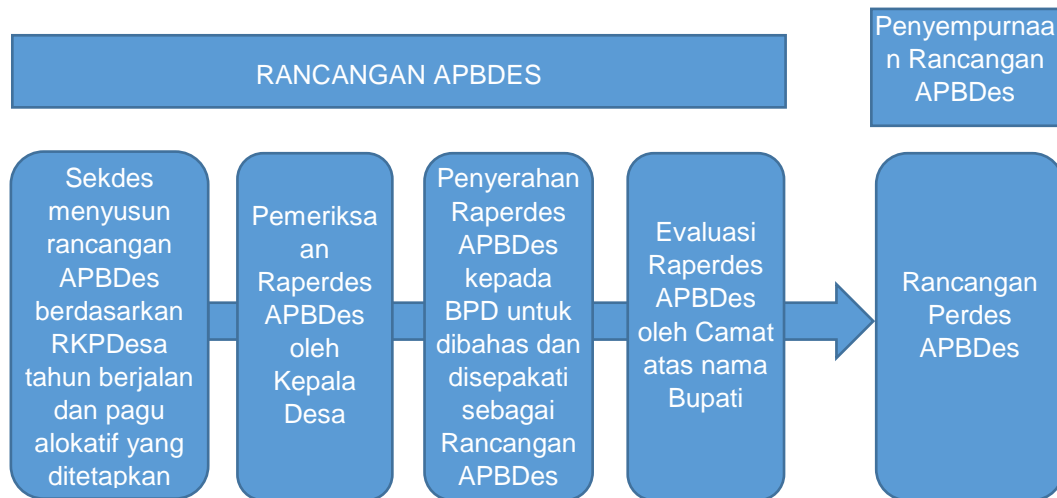 RANCANGAN APBDES
Penyempurnaa
n Rancangan
APBDes
Sekdes
menyusun
rancangan
APBDes
berdasarkan
RKPDesa
tahun berjalan
dan pagu
alokatif yang
ditetapkan
Pemeriksa
an
Raperdes
APBDes
oleh
Kepala
Desa
Penyerahan
Raperdes
APBDes
kepada
BPD untuk
dibahas dan
disepakati
sebagai
Rancangan
APBDes
Evaluasi
Raperdes
APBDes
oleh Camat
atas nama
Bupati
Rancangan
Perdes
APBDes